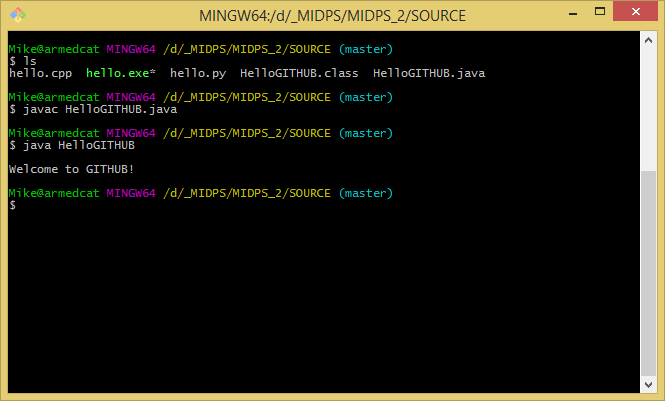 MINGW64:/d/_MIDPS/MIDPS_2/SOURCE
Mike@armedcat MINGW64 /d/_MIDPS/MIDPS_2/SOURCE (master)
$ ls
hello.cpp  hello.exe*  hello.py  HelloGITHUB.class  HelloGITHUB.java
Mike@armedcat MINGW64 /d/_MIDPS/MIDPS_2/SOURCE (master)
$ javac HelloGITHUB.java
Mike@armedcat MINGW64 /d/_MIDPS/MIDPS_2/SOURCE (master)
$ java HelloGITHUB
Welcome to GITHUB!
Mike@armedcat MINGW64 /d/_MIDPS/MIDPS_2/SOURCE (master)
$